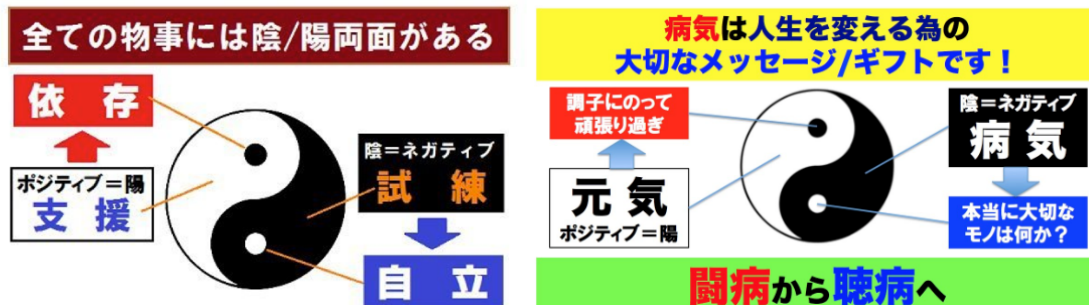 全ての物事には陰/陽両面がある
依存
ポジティブ=陽
支援
陰=ネガティブ
試練
自立
病気は人生を変える為の
大切なメッセージ/ギフトです!
調子にのって
頑張り過ぎ
元気
ポジティブ=陽
陰=ネガティブ
病気
本当に大切な
モノは何か?
闘病から聴病へ